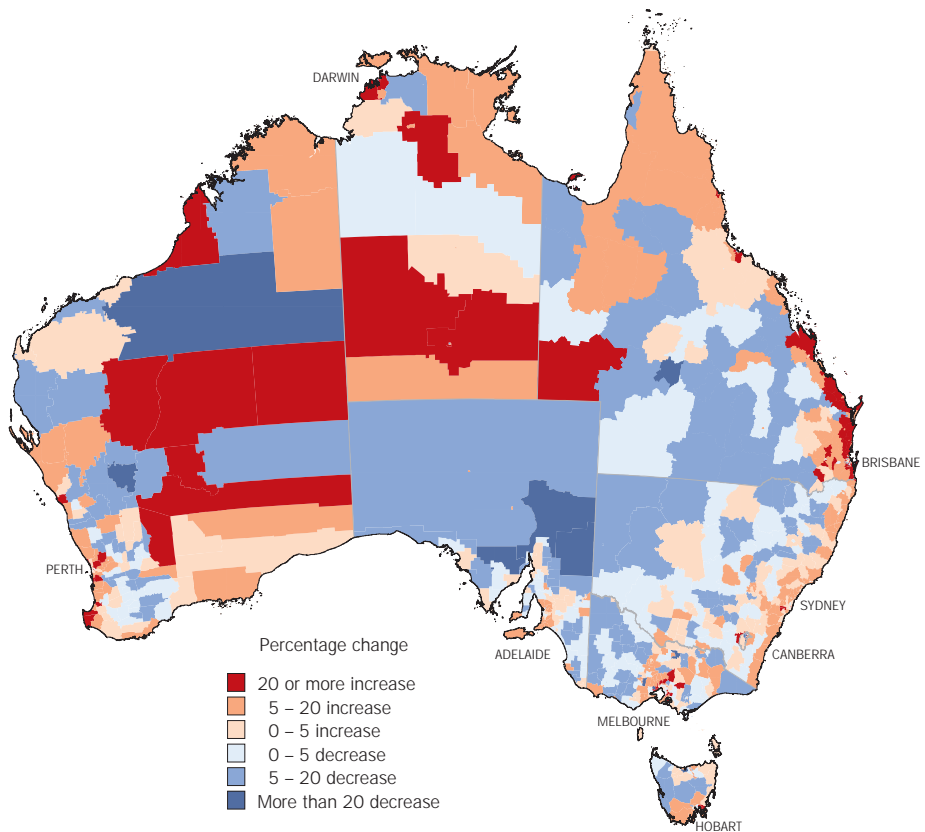 DARWIN
BRISBANE
PERTH
SYDNEY
ADELAIDE
CANBERRA
MELBOURNE
HOBART
Percentage change
20 or more increase
5 – 20 increase
0 – 5 increase
0 – 5 decrease
5 – 20 decrease
More than 20 decrease